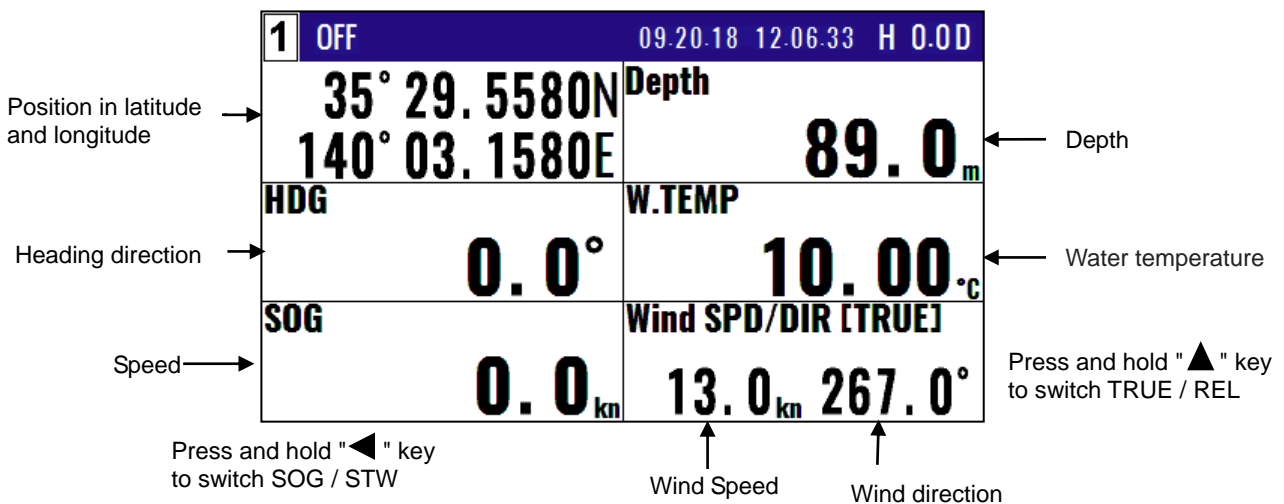 1 OFF 09-20-18 12.06.33 H 0.0D
Position in latitude
and longitude
35° 29. 5580N
140° 03. 1580E
Depth
89. 0m
Depth
Heading direction
HDG
0. 0°
W.TEMP
10. 00°C
Water temperature
Speed
SOG
0. 0kn
Wind SPD/DIR [TRUE]
13. 0kn 267. 0°
Press and hold "▲" key
to switch TRUE / REL
Press and hold "◀" key
to switch SOG / STW
Wind Speed
Wind direction